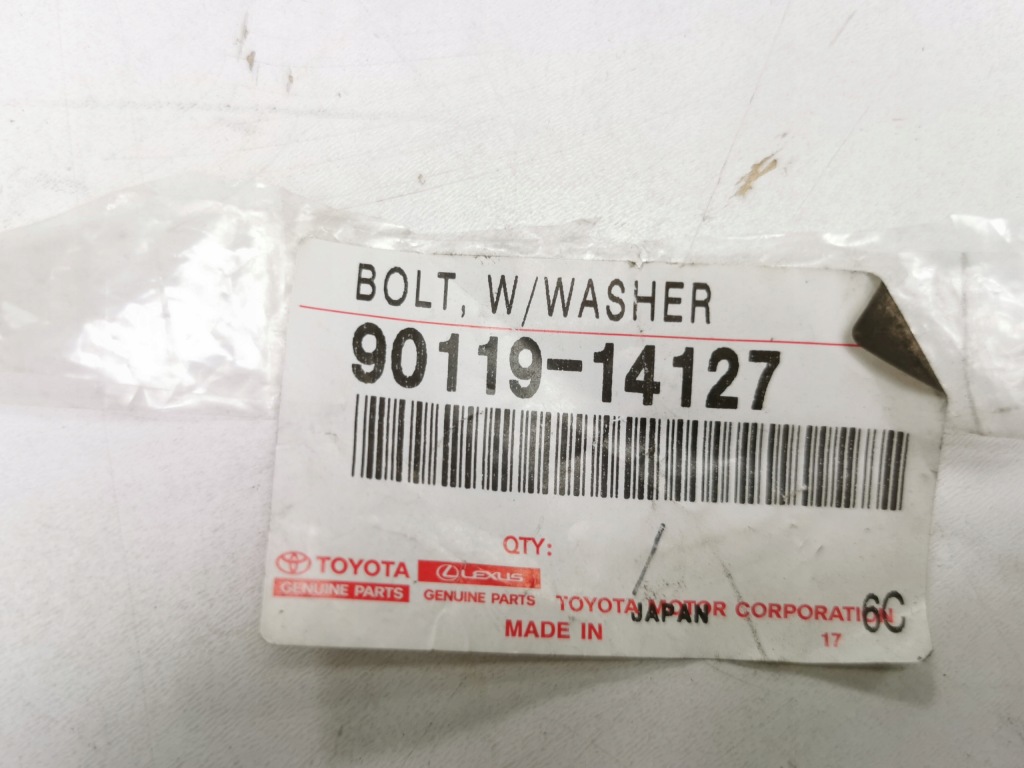 BOLT, W/WASHER
90119-14127
QTY: /
TOYOTA LEXUS
GENUINE PARTS GENUINE PARTS TOYOTA MOTOR CORPORATION 6C
MADE IN JAPAN 17